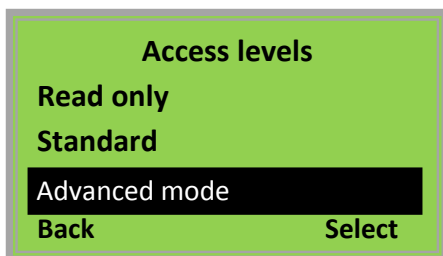 Access levels
Read only
Standard
Advanced mode
Back Select